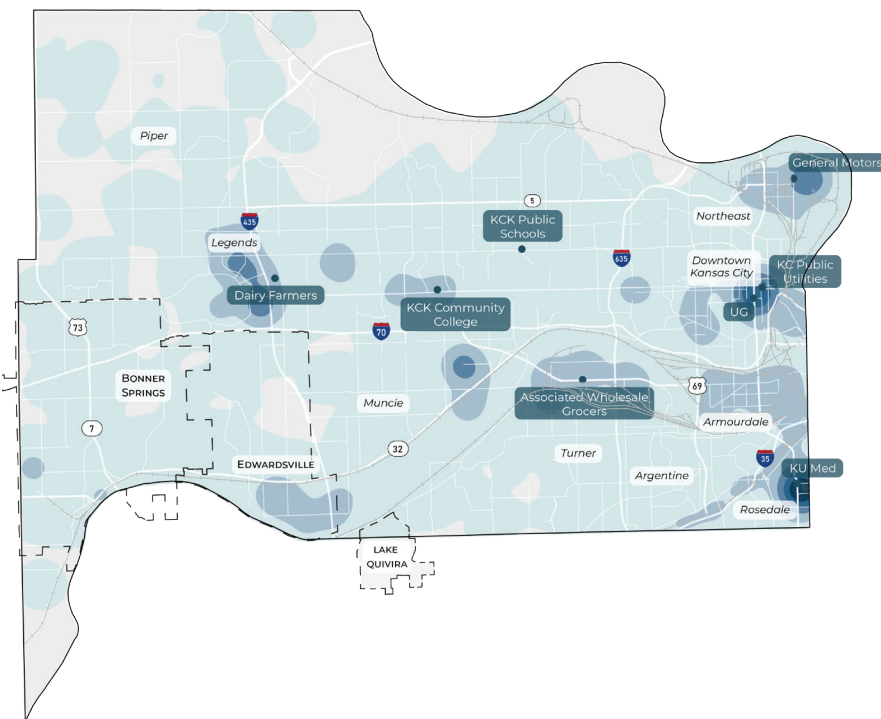 Piper
General Motors
5
KCK Public
Schools
Northeast
435
Legends
635
Downtown
Kansas City
KC Public
Utilities
Dairy Farmers
KCK Community
College
UG
73
70
BONNER
SPRINGS
69
Associated Wholesale
Grocers
Muncie
Armourdale
7
32
Turner
35
EDWARDSVILLE
KU Med
Argentine
Rosedale
LAKE
QUIVIRA